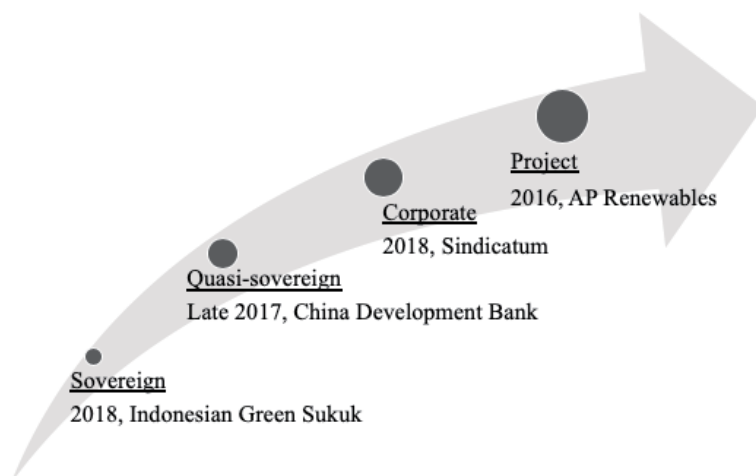 Project
2016, AP Renewables
Corporate
2018, Sindicatum
Quasi-sovereign
Late 2017, China Development Bank
Sovereign
2018, Indonesian Green Sukuk